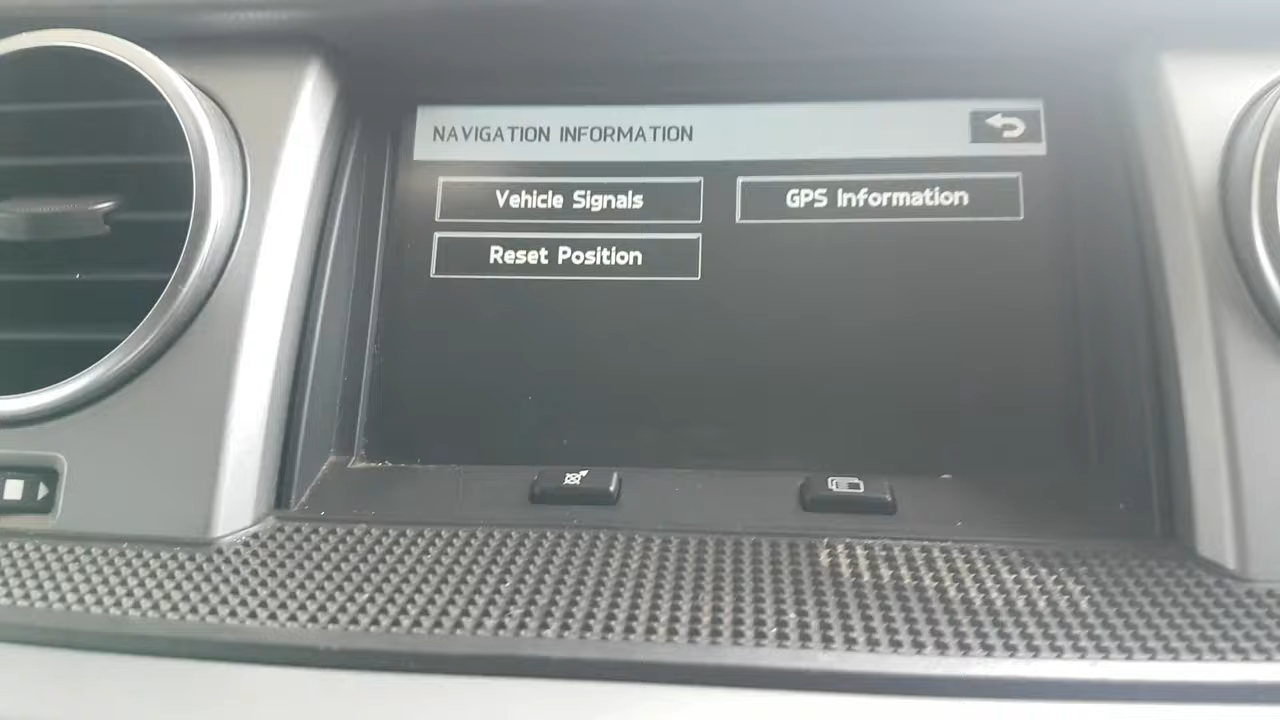 NAVIGATION INFORMATION
Vehicle Signals
GPS Information
Reset Position